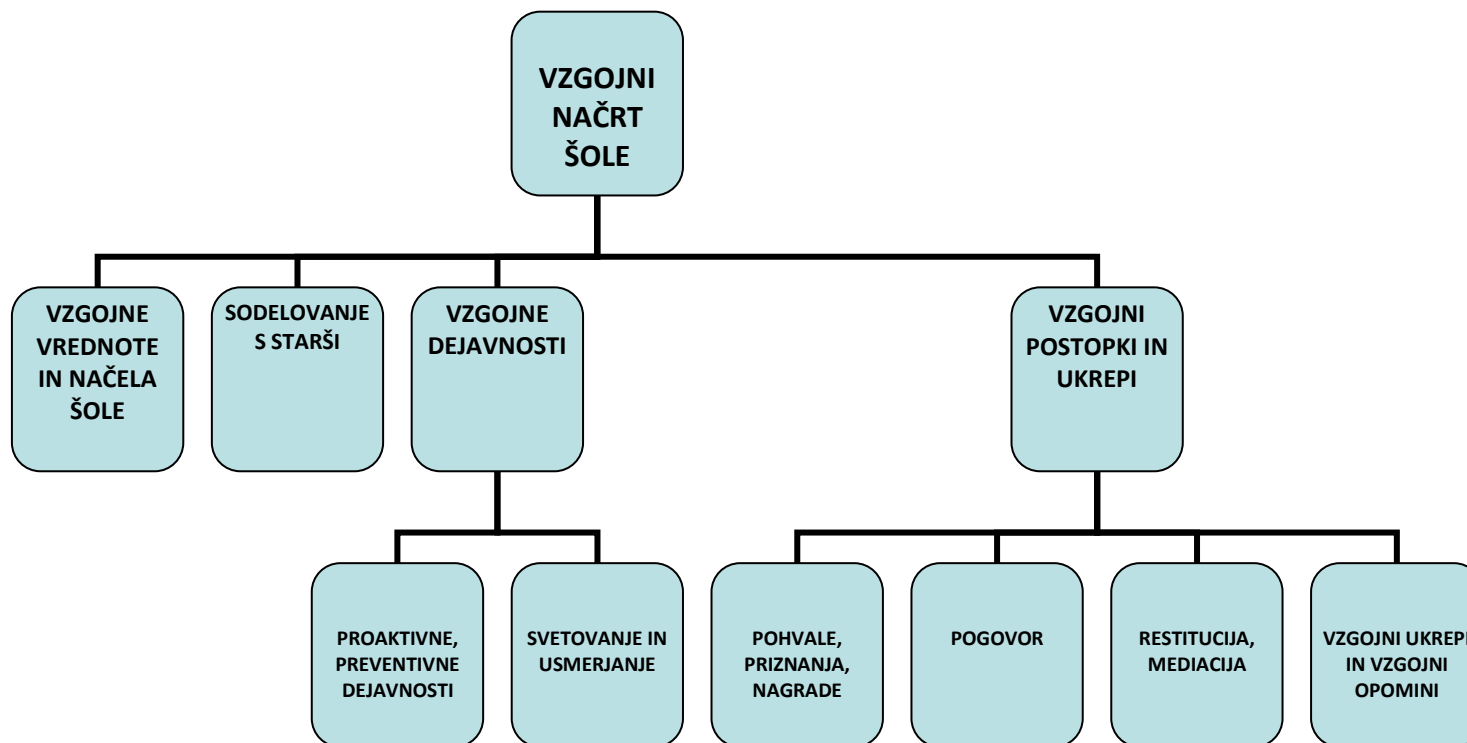 VZGOJNI
NAČRT
ŠOLE
VZGOJNE
VREDNOTE
IN NAČELA
ŠOLE
SODELOVANJE
S STARŠI
VZGOJNE
DEJAVNOSTI
VZGOJNI
POSTOPKI IN
UKREPI
PROAKTIVNE,
PREVENTIVNE
DEJAVNOSTI
SVETOVANJE IN
USMERJANJE
POHVALE,
PRIZNANJA,
NAGRADE
POGOVOR
RESTITUCIJA,
MEDIACIJA
VZGOJNI UKREPI
IN VZGOJNI
OPOMINI